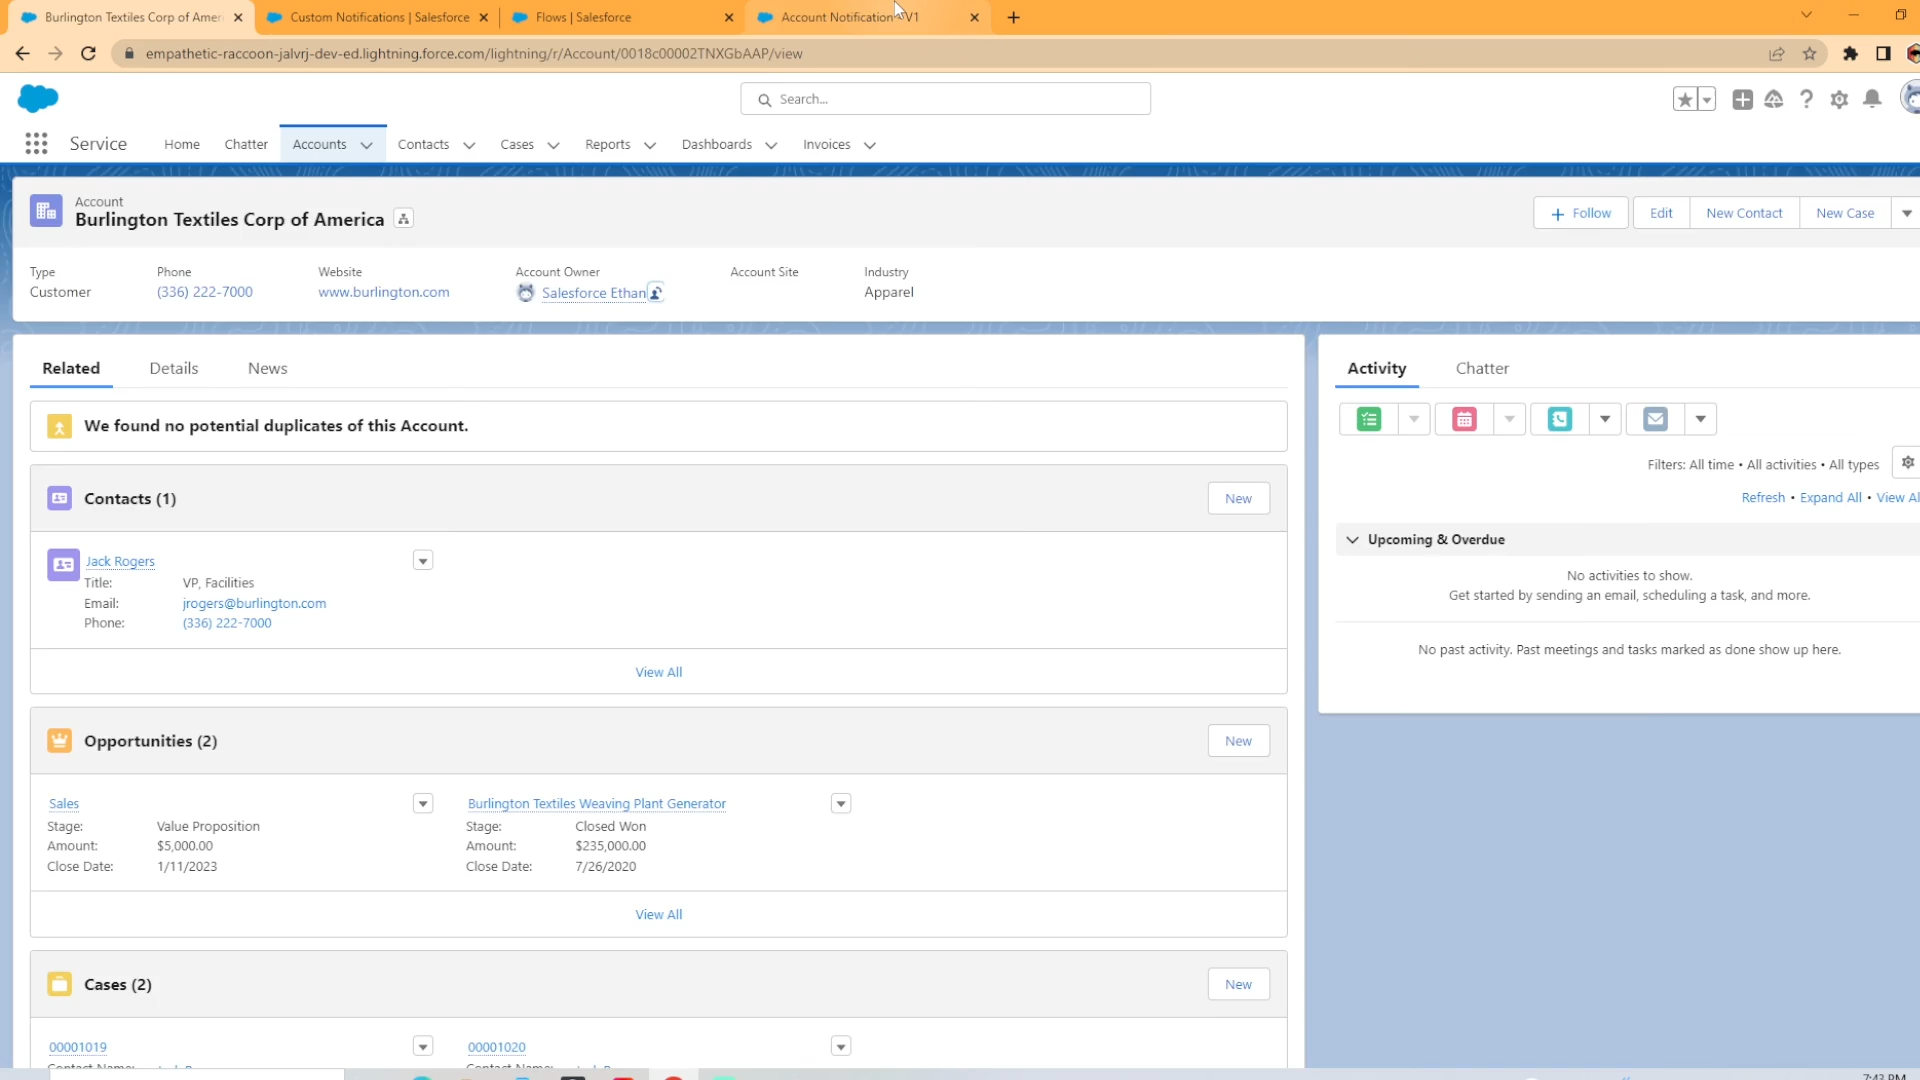 Burlington Textiles Corp of Amer
Custom Notifications | Salesforce
Flows | Salesforce
Account Notification - V1
empathetic-raccoon-jalvrj-dev-ed.lightning.force.com/lightning/r/Account/0018c00002TNXGbAAP/view
Search...
Service
Home
Chatter
Accounts
Contacts
Cases
Reports
Dashboards
Invoices
Account
Burlington Textiles Corp of America
Follow
Edit
New Contact
New Case
Type
Customer
Phone
(336) 222-7000
Website
www.burlington.com
Account Owner
Salesforce Ethan
Account Site
Industry
Apparel
Related
Details
News
We found no potential duplicates of this Account.
Contacts (1)
New
Jack Rogers
Title: VP, Facilities
Email: jrogers@burlington.com
Phone: (336) 222-7000
View All
Opportunities (2)
New
Sales
Stage: Value Proposition
Amount: $5,000.00
Close Date: 1/11/2023
Burlington Textiles Weaving Plant Generator
Stage: Closed Won
Amount: $235,000.00
Close Date: 7/26/2020
View All
Cases (2)
New
00001019
00001020
Activity
Chatter
Filters: All time • All activities • All types
Refresh • Expand All • View Al
Upcoming & Overdue
No activities to show.
Get started by sending an email, scheduling a task, and more.
No past activity. Past meetings and tasks marked as done show up here.
7:43 PM